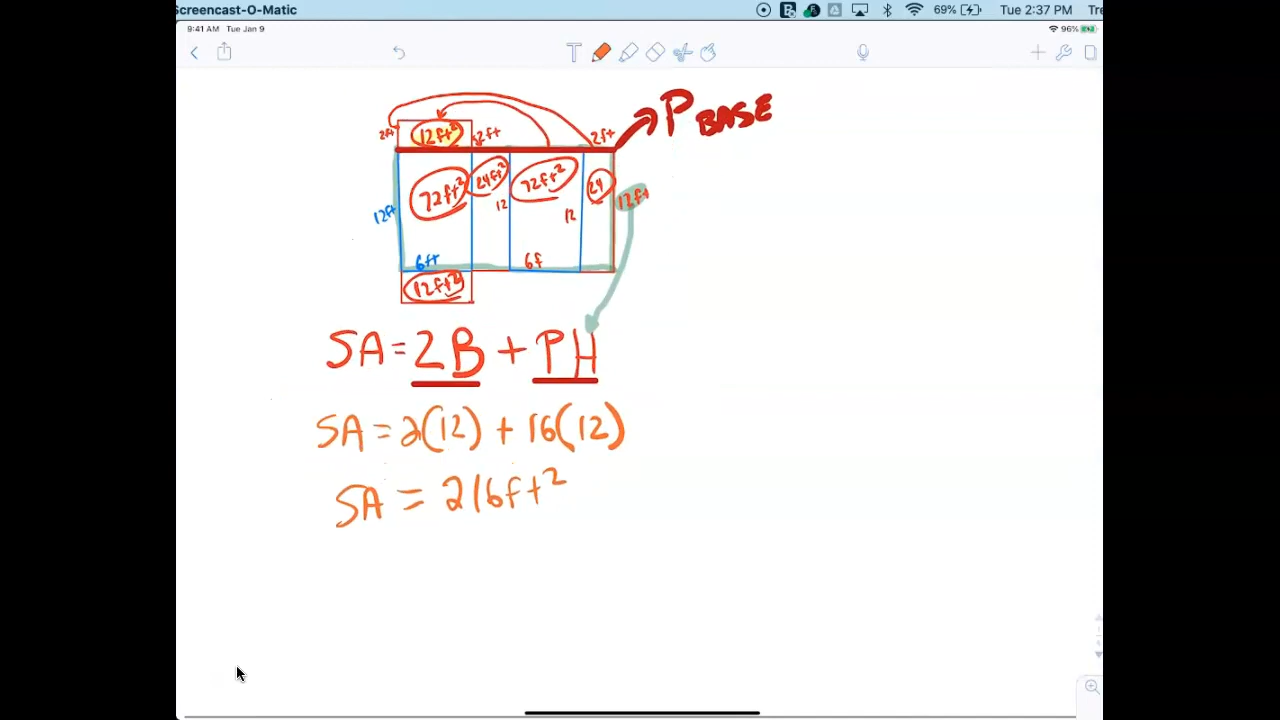 Screencast-O-Matic
69%
Tue 2:37 PM
Tre
9:41 AM Tue Jan 9
96%
T
P BASE
2ft 12ft² 2ft 2ft
72ft² 24ft² 72ft² 24 12ft
12ft 12 12
6ft 6f
12ft²
SA = 2B + PH
SA = 2(12) + 16(12)
SA = 216ft²